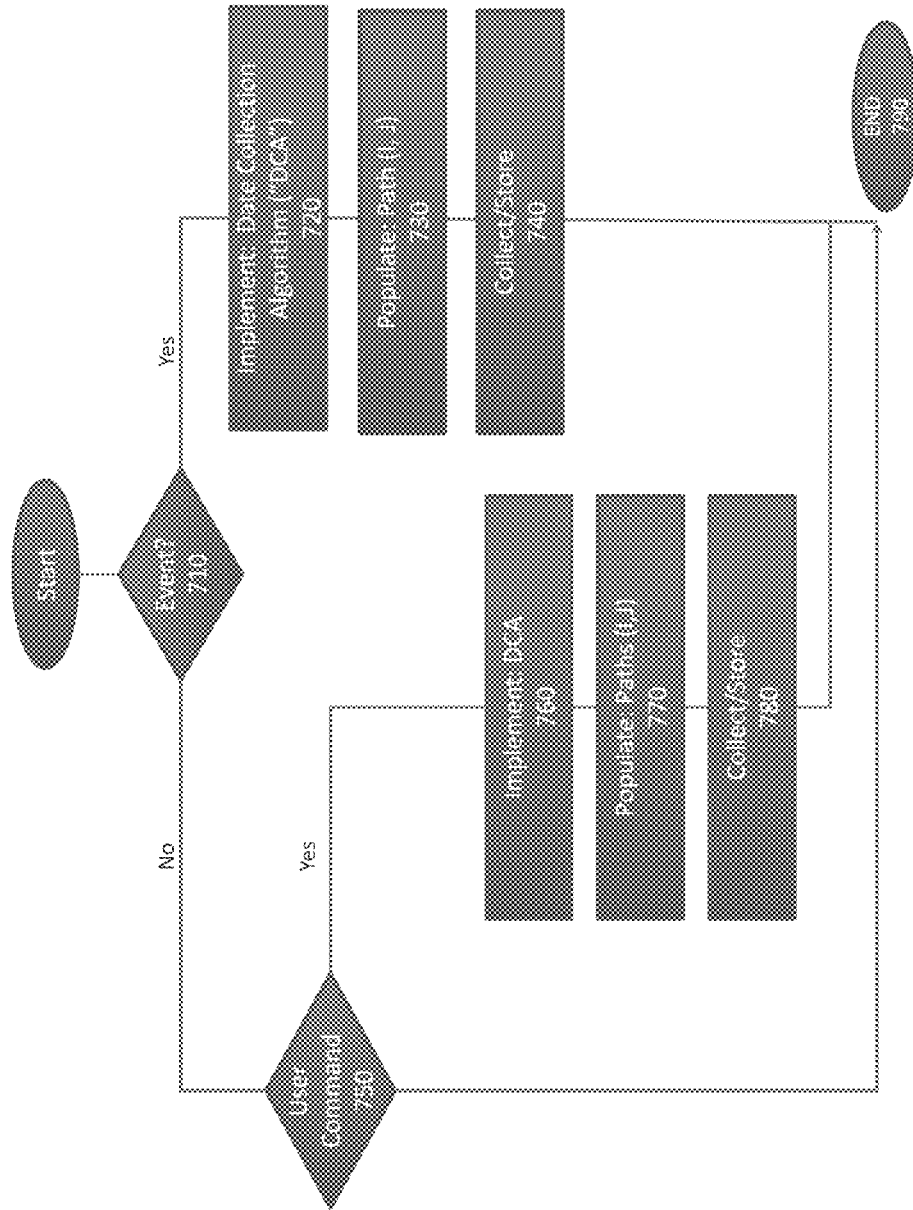 Start
Event?
710
No
Yes
Implement: Date Collection
Algorithm ("DCA")
720
Populate: Path (I, J)
730
Collect/Store
740
User
Command
750
Yes
Implement: DCA
760
Populate: Paths (I,J)
770
Collect/Store
780
END
790